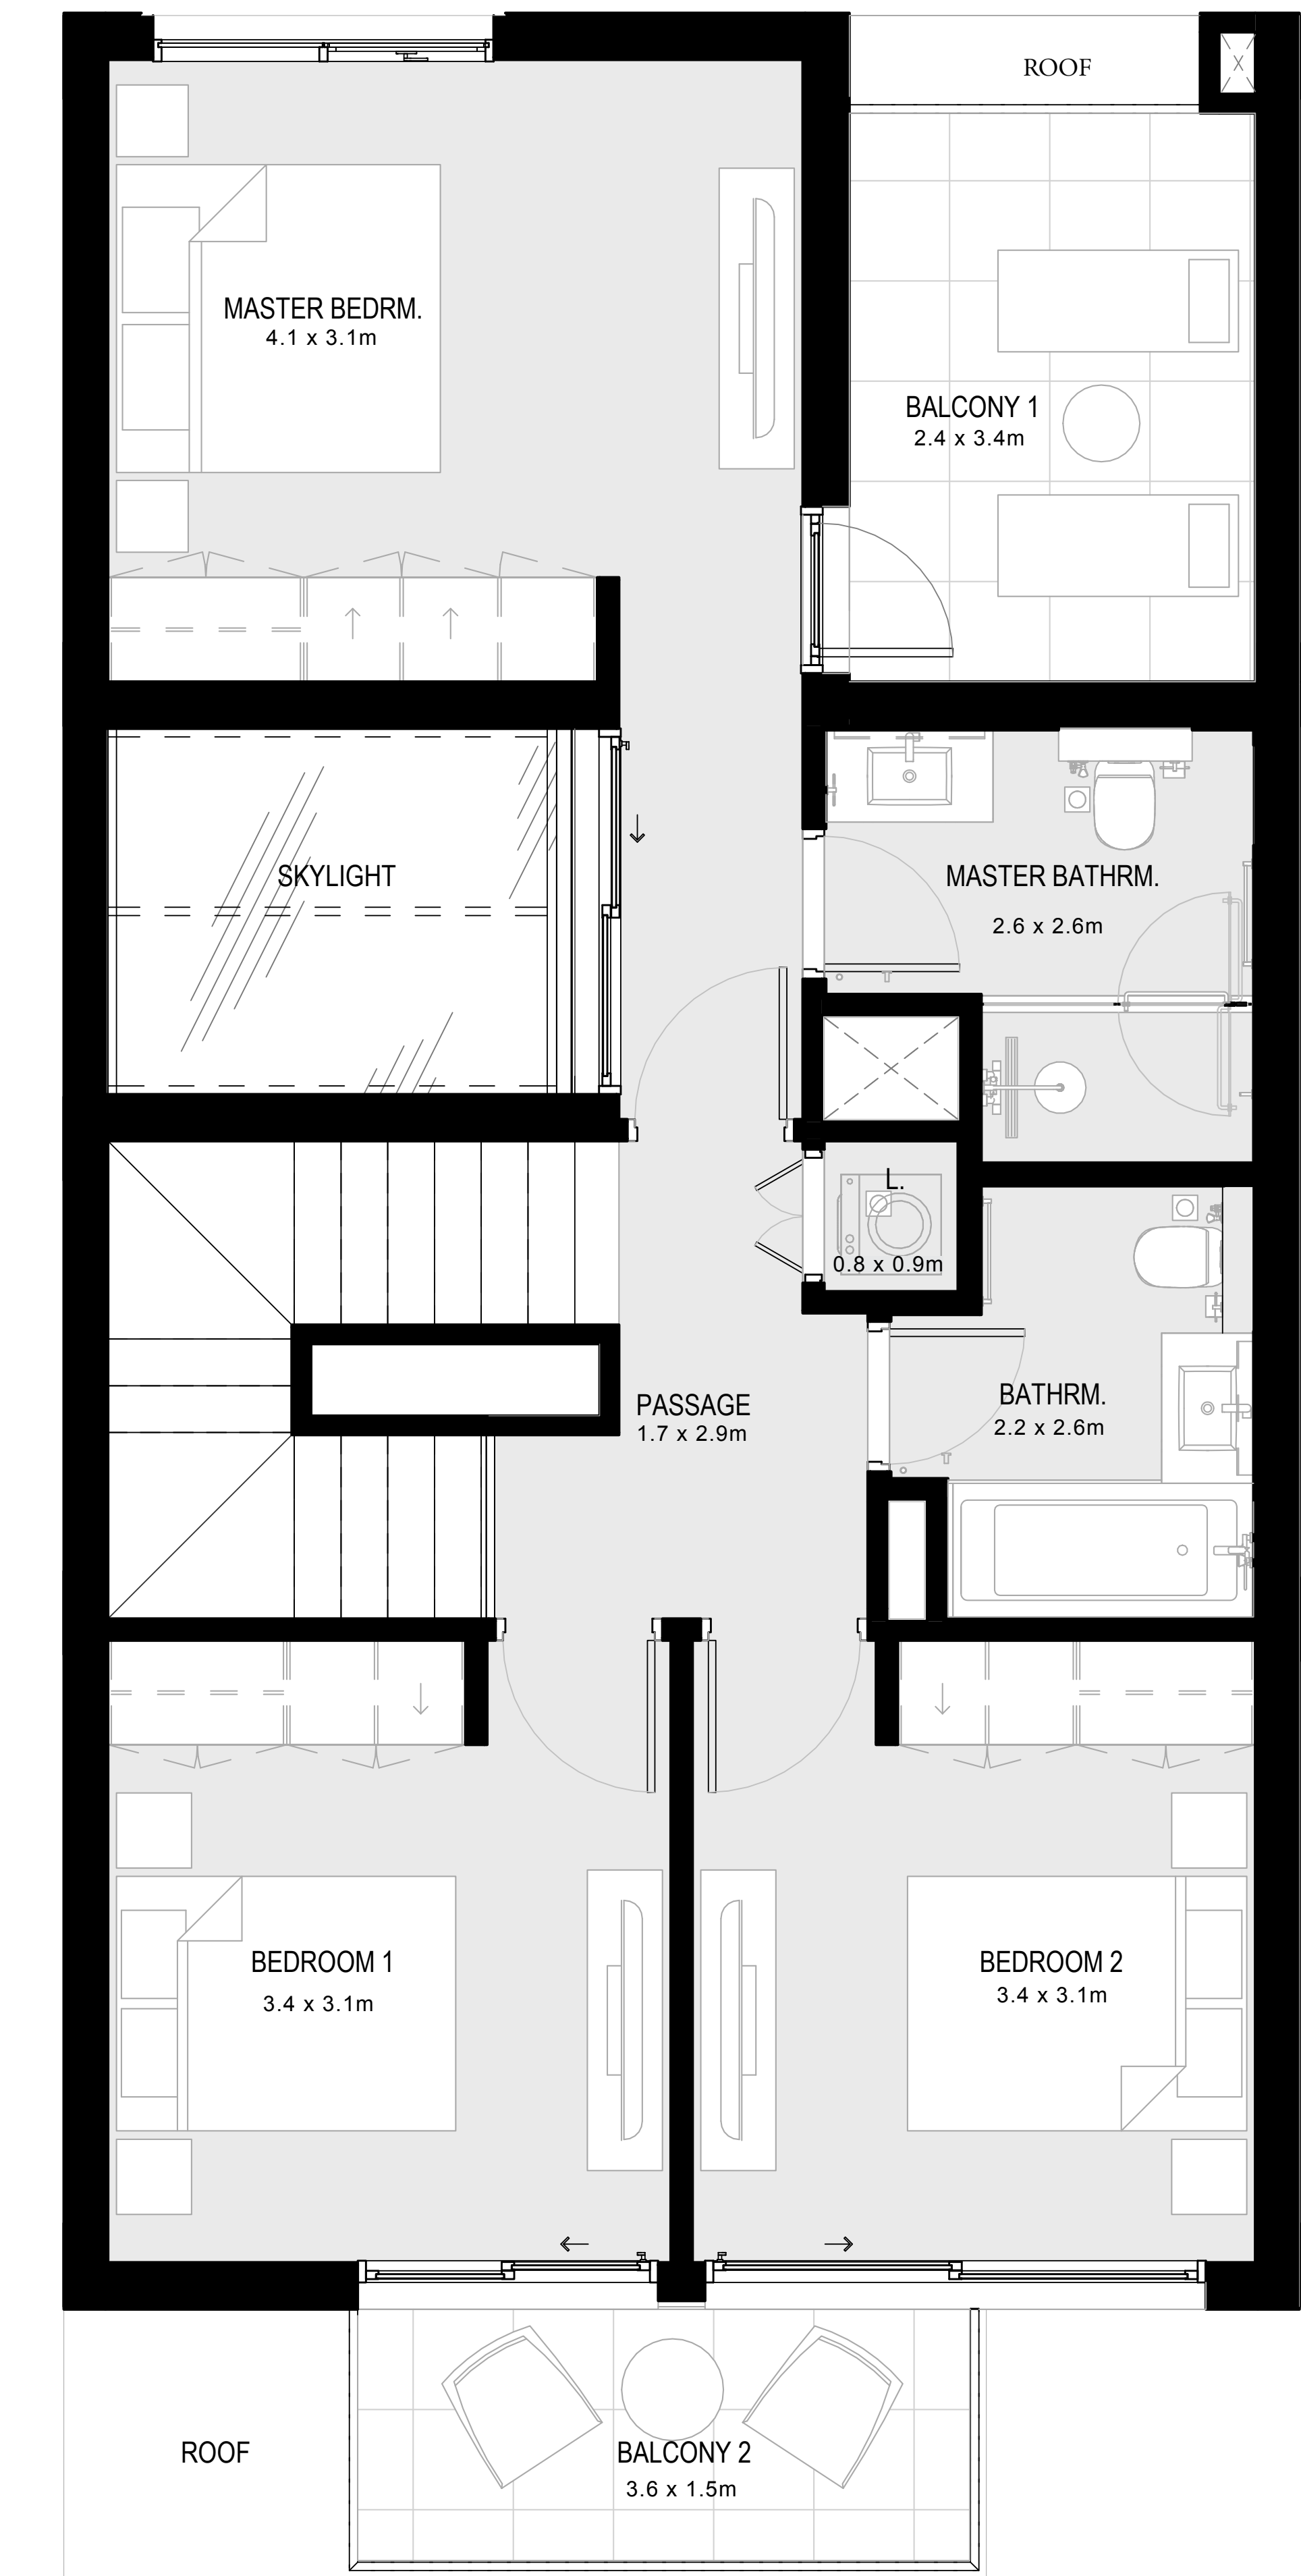 ROOF
MASTER BEDRM.
4.1 x 3.1m
BALCONY 1
2.4 x 3.4m
SKYLIGHT
MASTER BATHRM.
2.6 x 2.6m
L.
0.8 x 0.9m
PASSAGE
1.7 x 2.9m
BATHRM.
2.2 x 2.6m
BEDROOM 1
3.4 x 3.1m
BEDROOM 2
3.4 x 3.1m
ROOF
BALCONY 2
3.6 x 1.5m